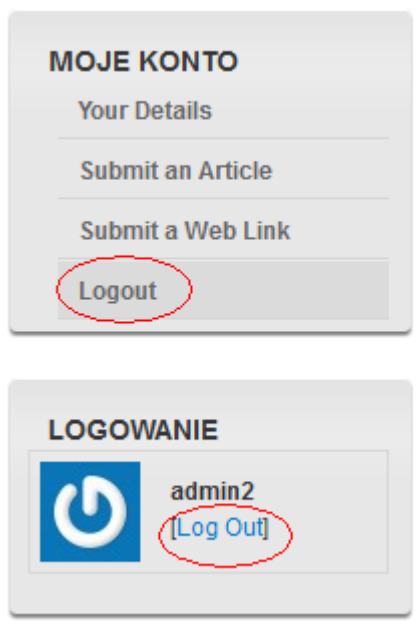 MOJE KONTO
Your Details
Submit an Article
Submit a Web Link
Logout
LOGOWANIE
admin2
[Log Out]